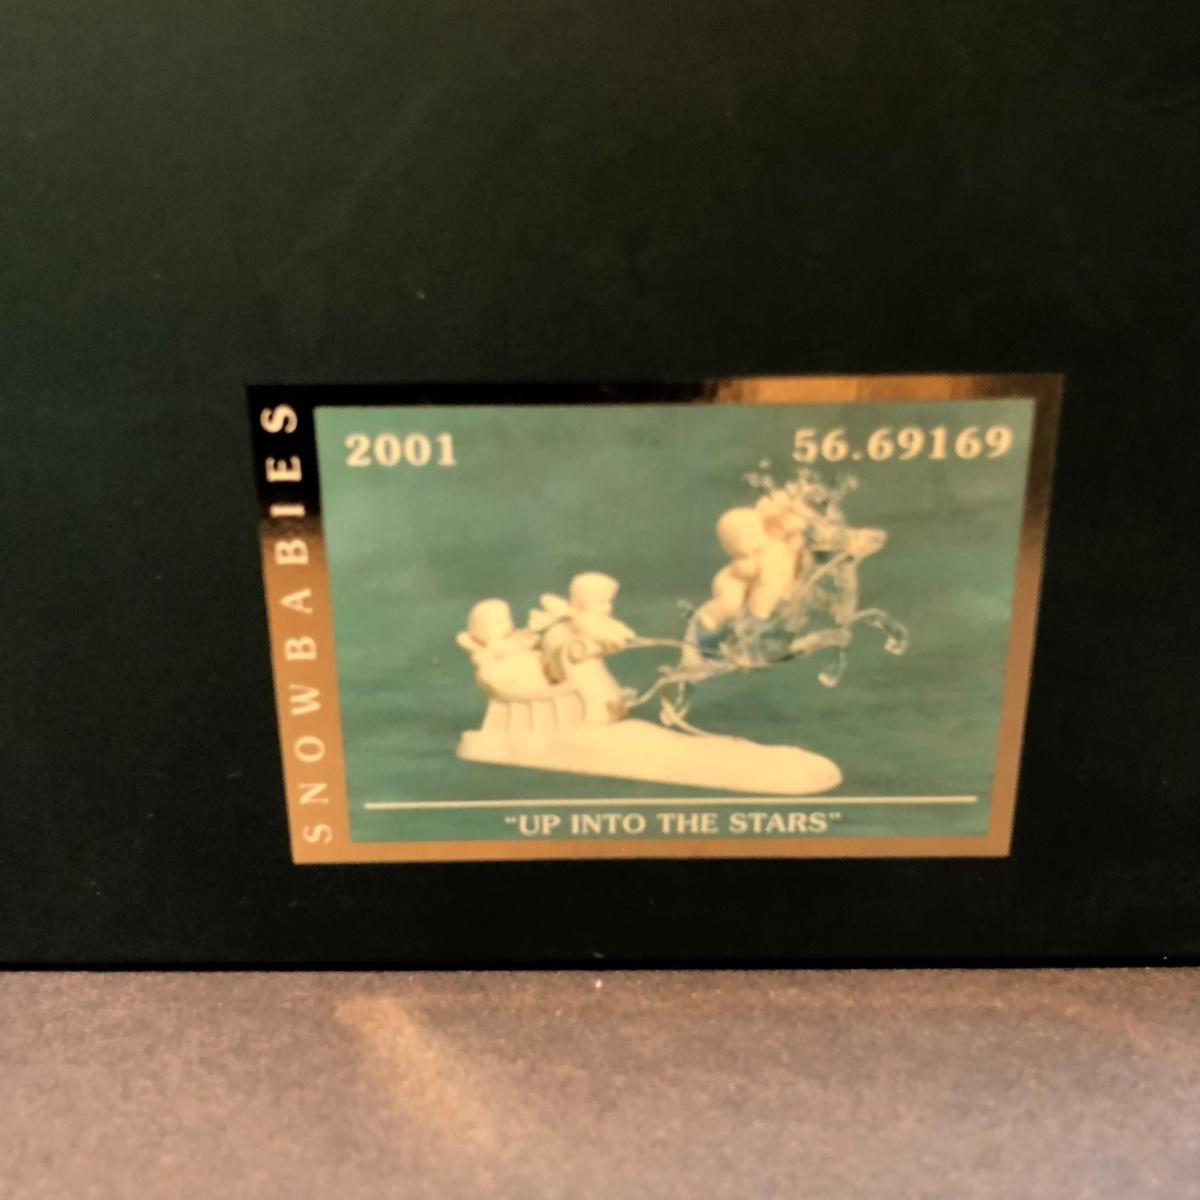 SNOWBABIES
2001
56.69169
"UP INTO THE STARS"